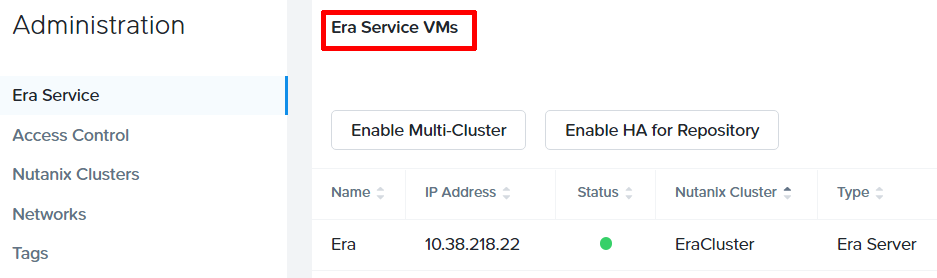 Administration
Era Service
Access Control
Nutanix Clusters
Networks
Tags
Era Service VMs
Enable Multi-Cluster Enable HA for Repository
Name IP Address Status Nutanix Cluster Type
Era 10.38.218.22 EraCluster Era Server